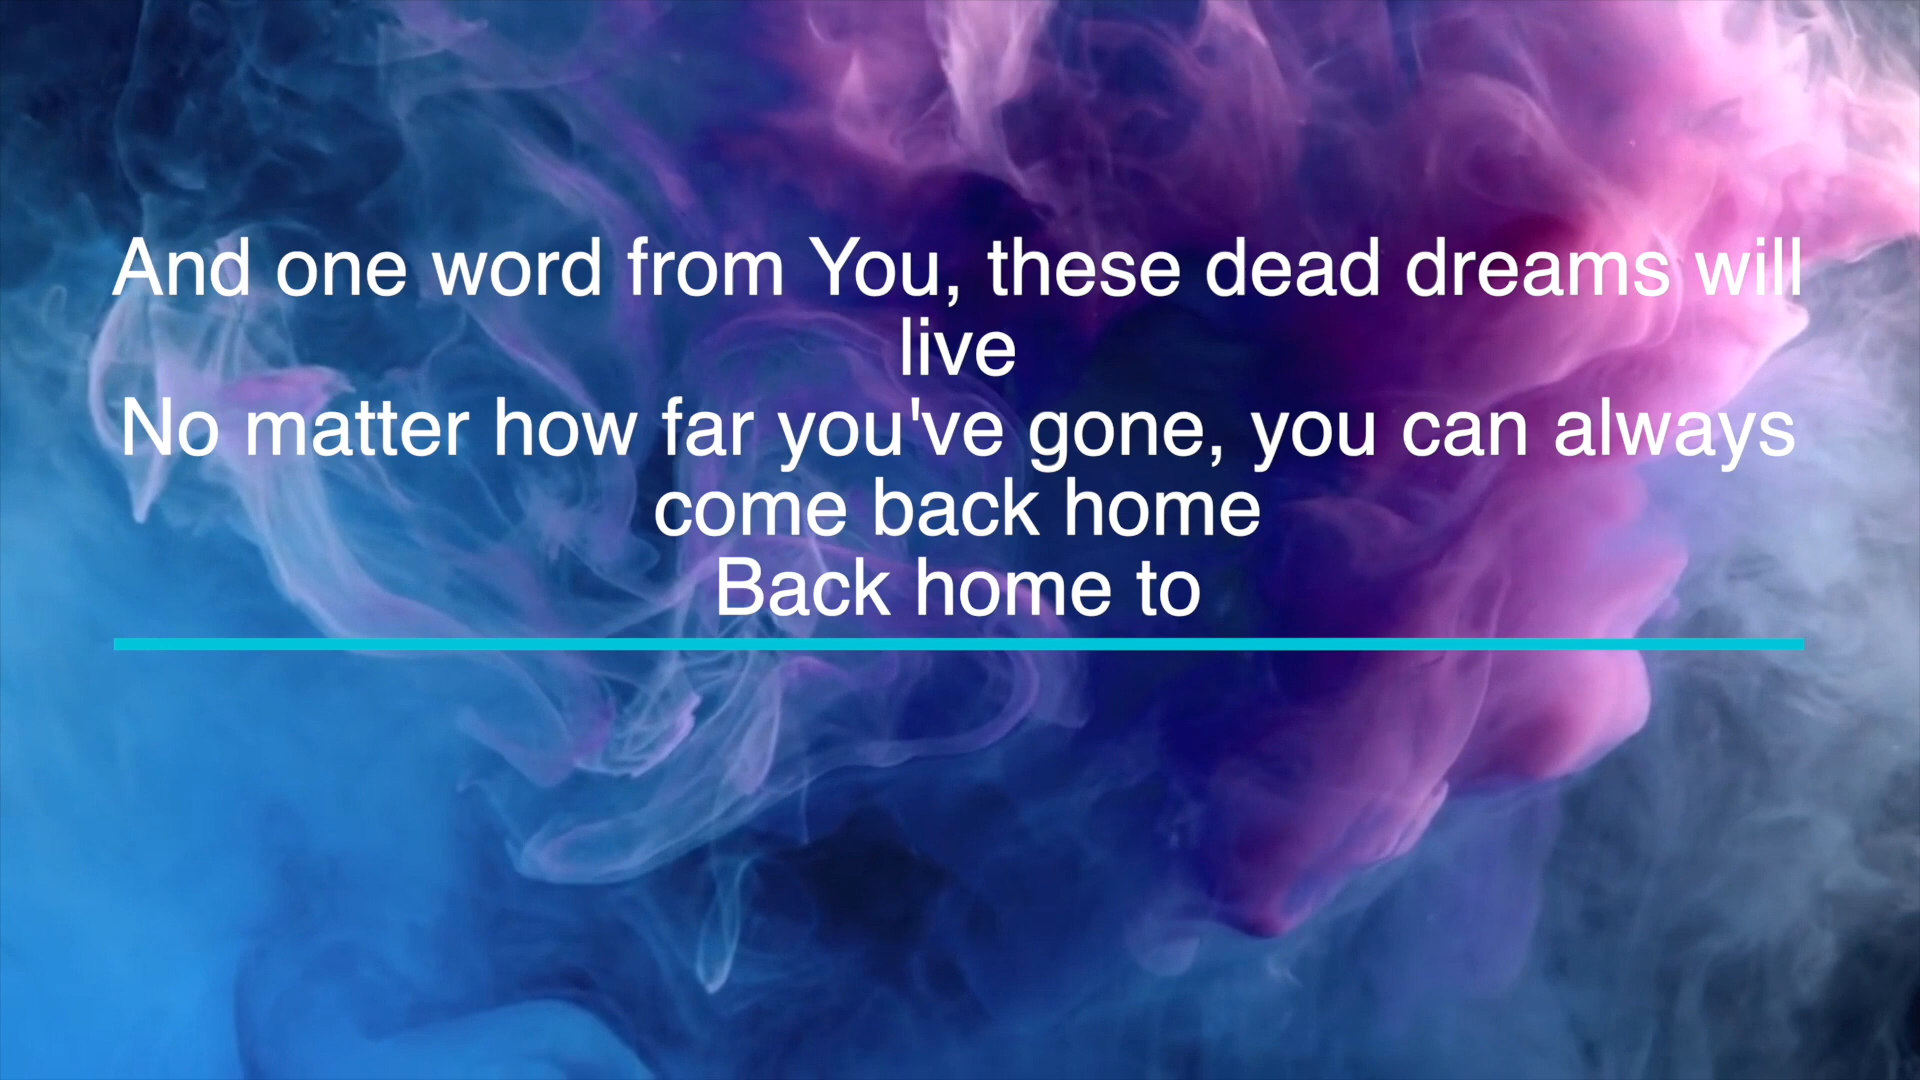 And one word from You, these dead dreams will
live
No matter how far you've gone, you can always
come back home
Back home to